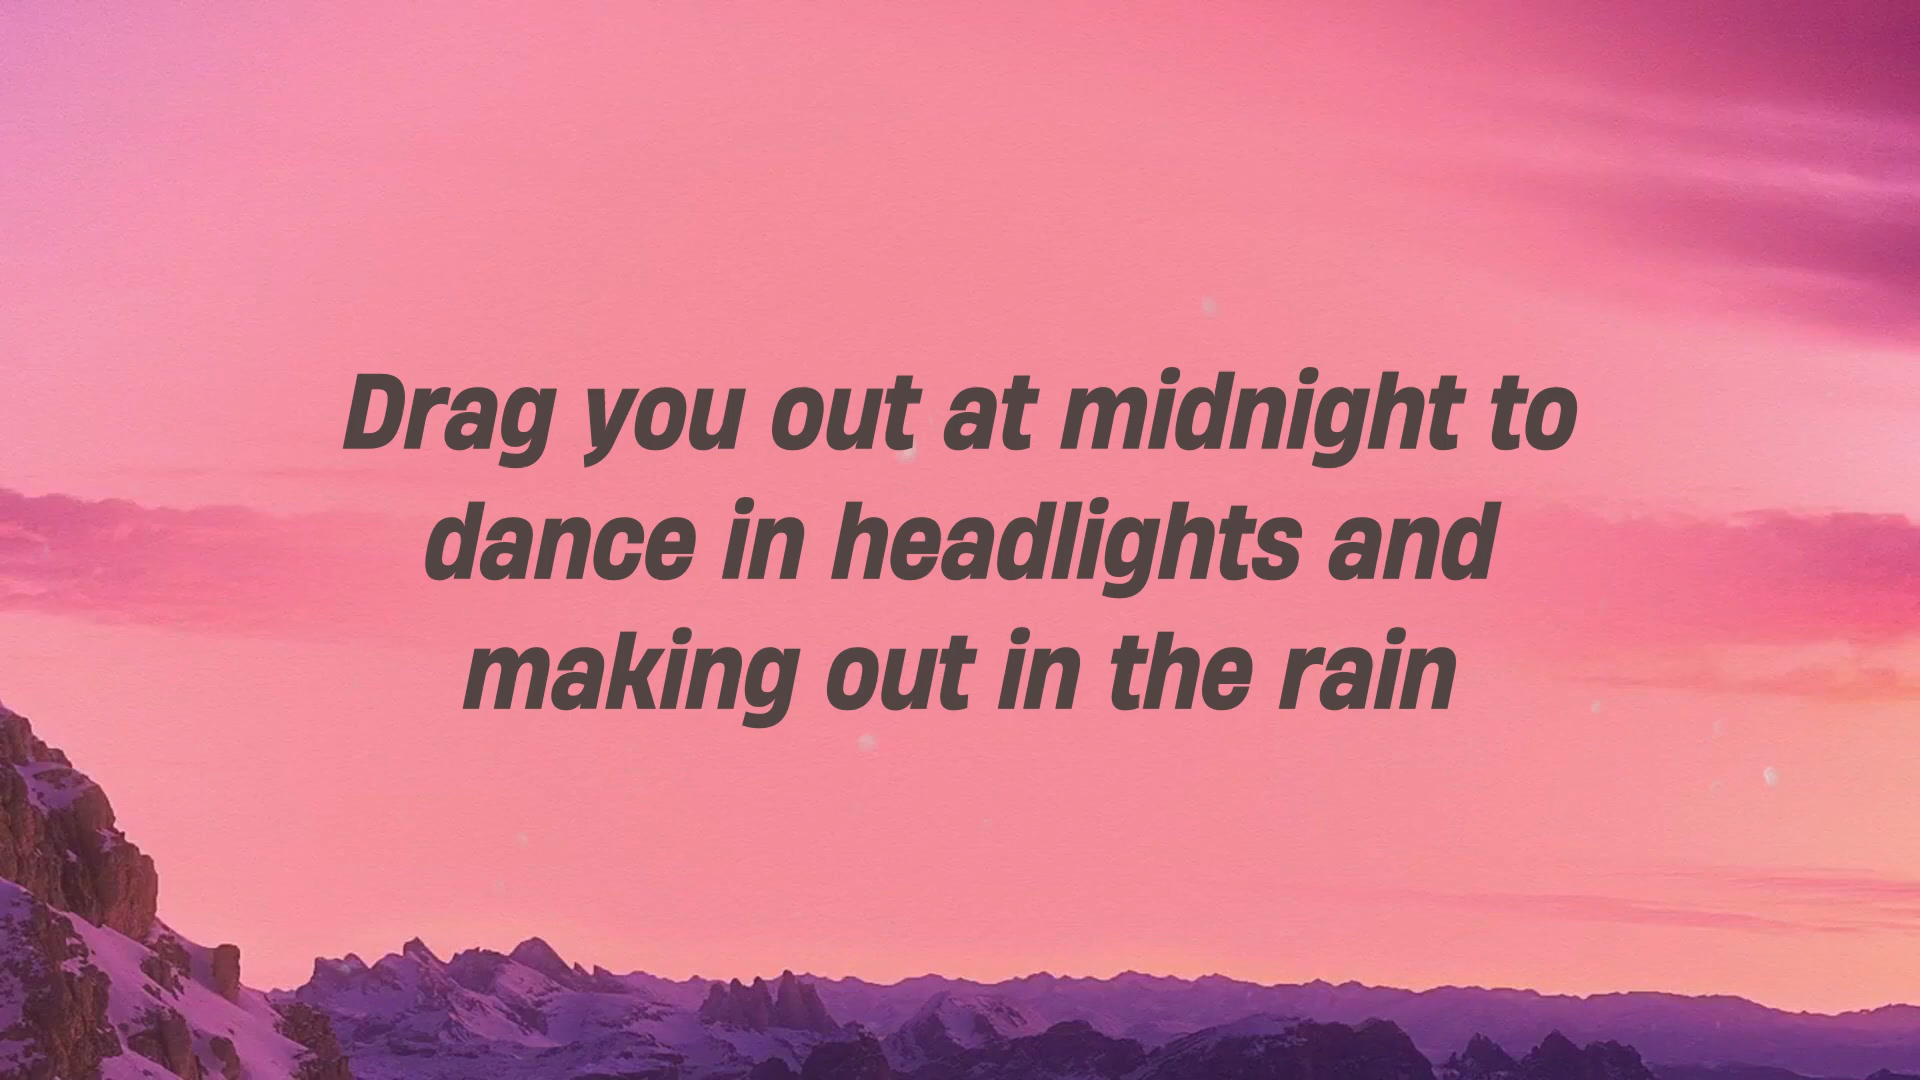 Drag you out at midnight to
dance in headlights and
making out in the rain